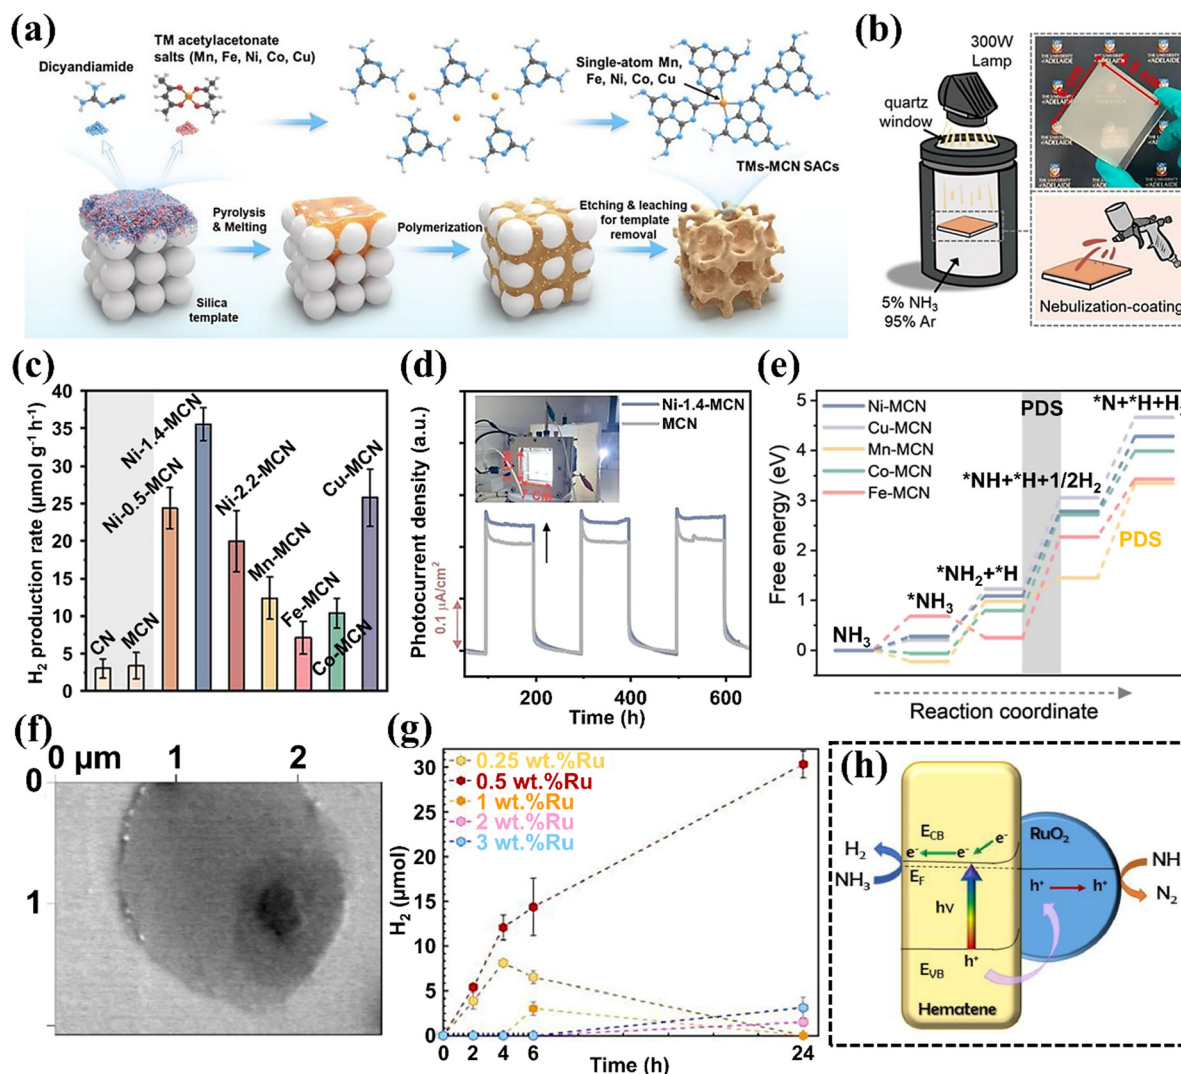 (a)
Dicyandiamide
TM acetylacetonate
salts (Mn, Fe, Ni, Co, Cu)
Single-atom Mn,
Fe, Ni, Co, Cu
TMs-MCN SACs
Pyrolysis
& Melting
Polymerization
Etching & leaching
for template
removal
Silica
template
(b)
300W
Lamp
quartz
window
5% NH3
95% Ar
THE UNIVERSITY
of ADELAIDE
Nebulization-coating
(c)
H2 production rate (μmol g-1 h-1)
40
35
30
25
20
15
10
5
0
CN
MCN
Ni-0.5-MCN
Ni-1.4-MCN
Ni-2.2-MCN
Mn-MCN
Fe-MCN
Co-MCN
Cu-MCN
(d)
Photocurrent density (a.u.)
0.1 μA/cm2
Ni-1.4-MCN
MCN
200
400
600
Time (h)
(e)
Free energy (eV)
5
4
3
2
1
0
Ni-MCN
Cu-MCN
Mn-MCN
Co-MCN
Fe-MCN
PDS
*N+*H+H
*NH+*H+1/2H2
PDS
*NH2+*H
*NH3
NH3
Reaction coordinate
(f)
0 μm
1
2
0
1
(g)
H2 (μmol)
30
25
20
15
10
5
0
0.25 wt.%Ru
0.5 wt.%Ru
1 wt.%Ru
2 wt.%Ru
3 wt.%Ru
0
2
4
6
24
Time (h)
(h)
ECB
e-
e-
e-
RuO2
H2
NH3
EF
hν
h+
h+
NH
N2
h+
EVB
Hematene